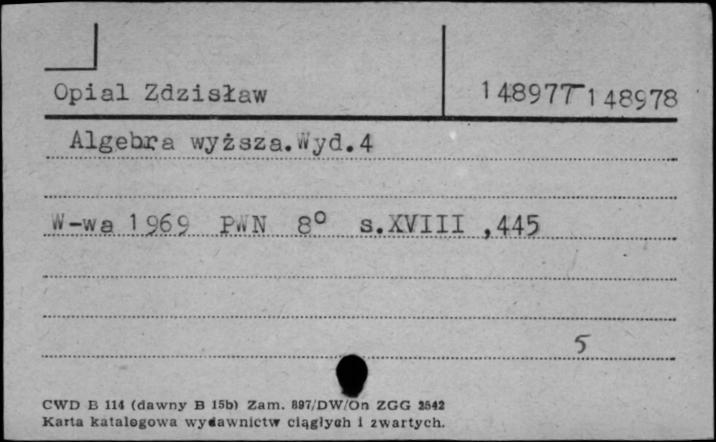 Opial Zdzisław 148977-148978
Algebra wyższa.Wyd.4
W-wa 1969 PWN 8° s.XVIII ,445
5
CWD B 114 (dawny B 15b) Zam. 897/DW/On ZGG 2542
Karta katalogowa wydawnictw ciągłych i zwartych.